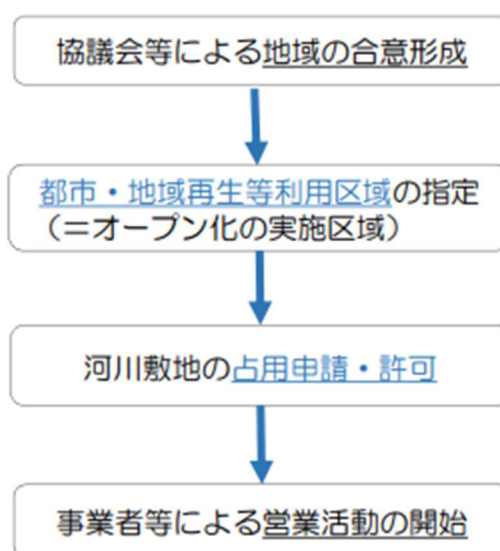 協議会等による地域の合意形成
都市・地域再生等利用区域の指定
（＝オープン化の実施区域）
河川敷地の占用申請・許可
事業者等による営業活動の開始